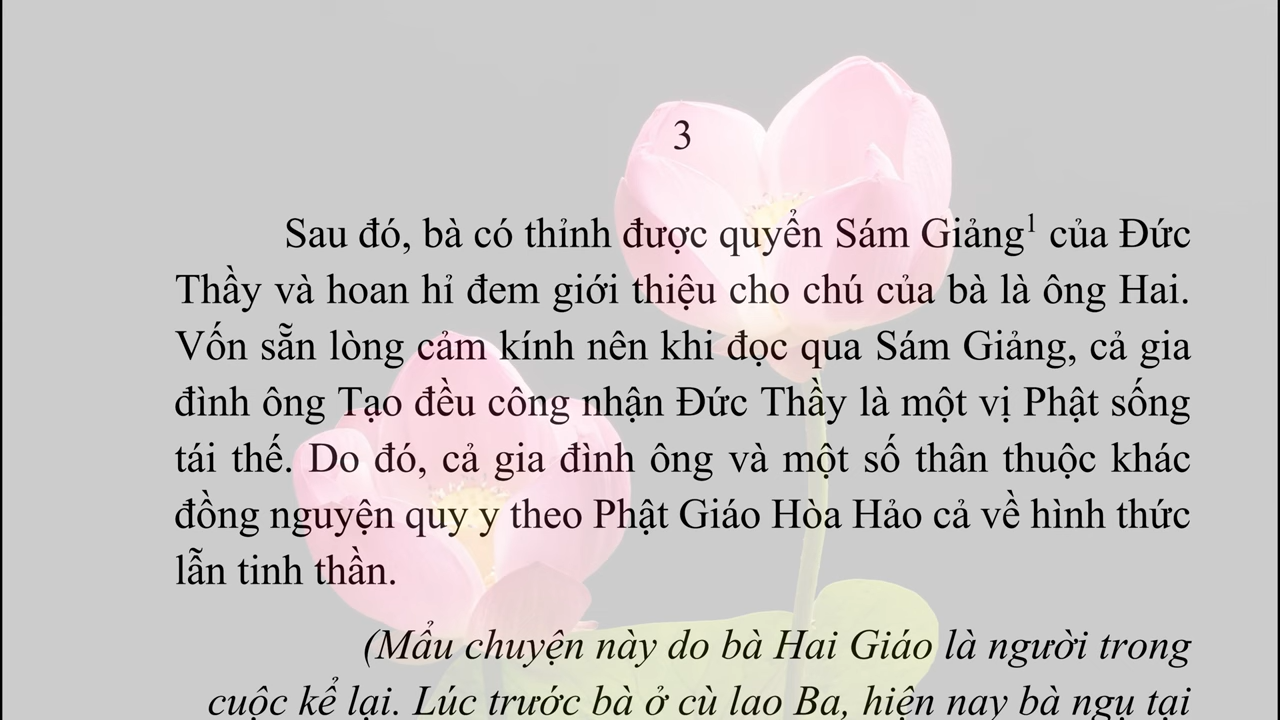 3
Sau đó, bà có thỉnh được quyển Sám Giảng¹ của Đức
Thầy và hoan hỉ đem giới thiệu cho chú của bà là ông Hai.
Vốn sẵn lòng cảm kính nên khi đọc qua Sám Giảng, cả gia
đình ông Tạo đều công nhận Đức Thầy là một vị Phật sống
tái thế. Do đó, cả gia đình ông và một số thân thuộc khác
đồng nguyện quy y theo Phật Giáo Hòa Hảo cả về hình thức
lẫn tinh thần.
(Mẩu chuyện này do bà Hai Giáo là người trong
cuộc kể lại. Lúc trước bà ở cù lao Ba, hiện nay bà ngụ tại